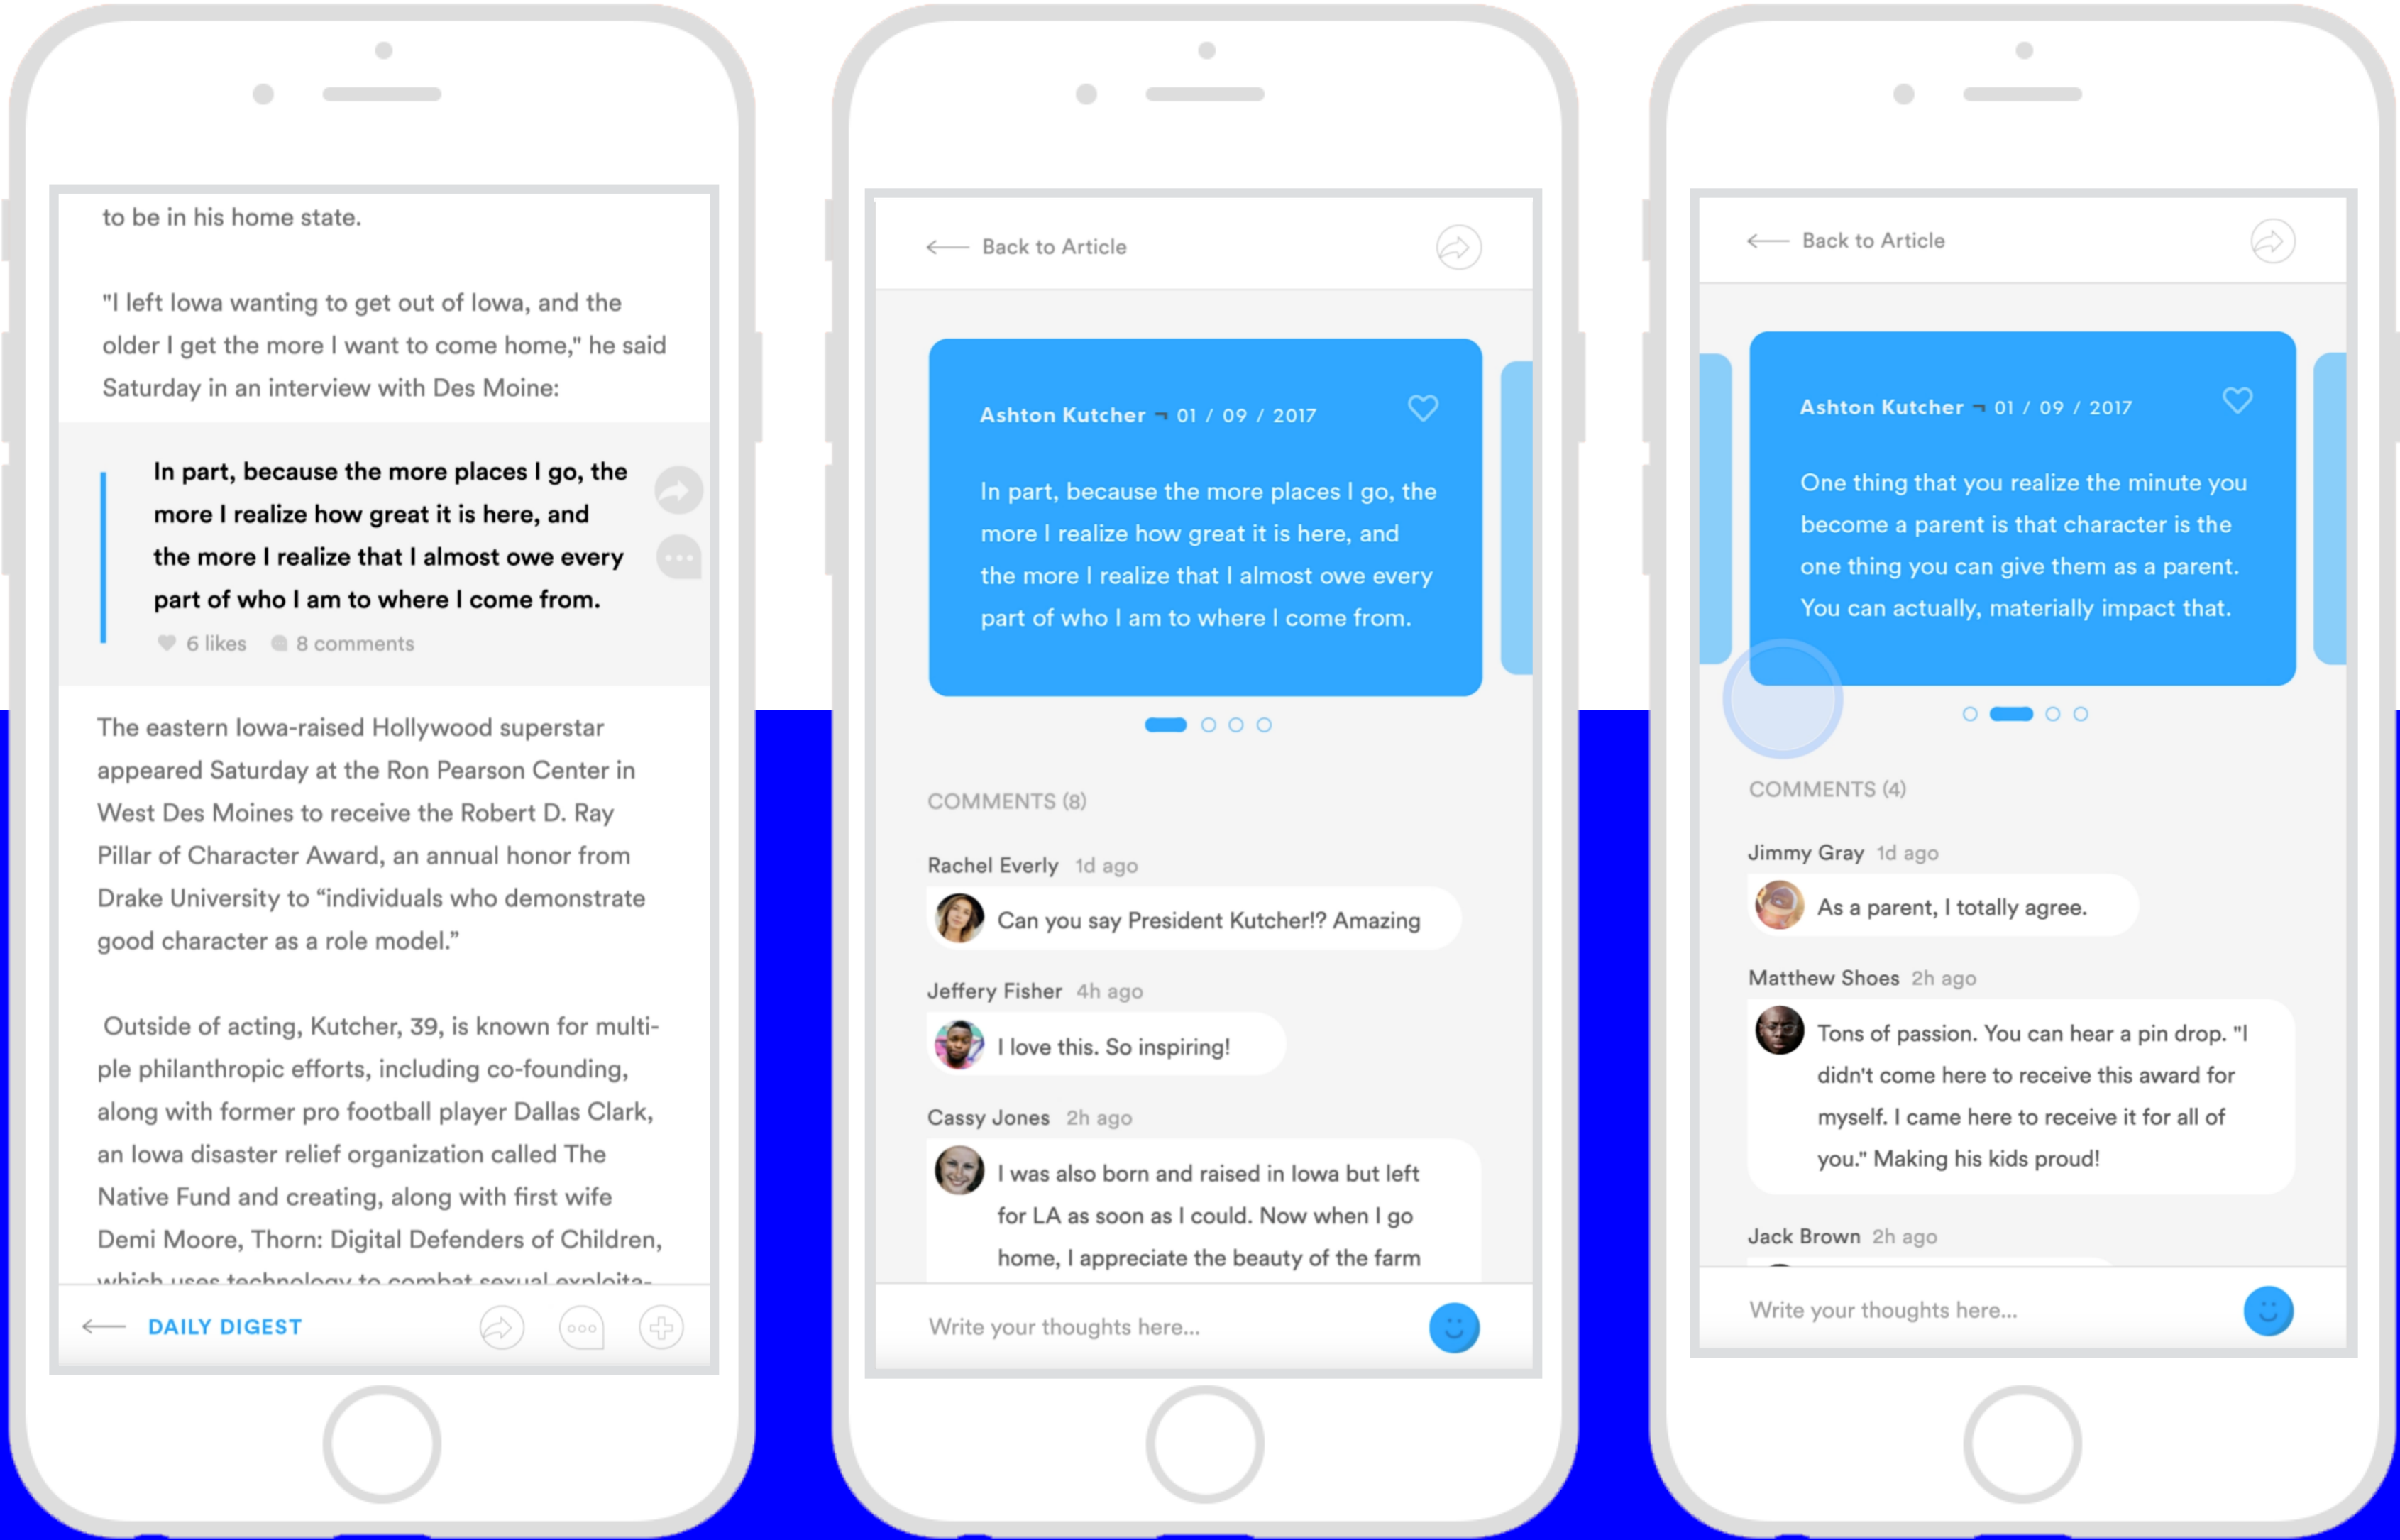 to be in his home state.
"I left Iowa wanting to get out of Iowa, and the
older I get the more I want to come home," he said
Saturday in an interview with Des Moine:
In part, because the more places I go, the
more I realize how great it is here, and
the more I realize that I almost owe every
part of who I am to where I come from.
6 likes 8 comments
The eastern Iowa-raised Hollywood superstar
appeared Saturday at the Ron Pearson Center in
West Des Moines to receive the Robert D. Ray
Pillar of Character Award, an annual honor from
Drake University to “individuals who demonstrate
good character as a role model.”
Outside of acting, Kutcher, 39, is known for multi-
ple philanthropic efforts, including co-founding,
along with former pro football player Dallas Clark,
an Iowa disaster relief organization called The
Native Fund and creating, along with first wife
Demi Moore, Thorn: Digital Defenders of Children,
which uses technology to combat sexual exploita-
DAILY DIGEST
Back to Article
Ashton Kutcher ¬ 01 / 09 / 2017
In part, because the more places I go, the
more I realize how great it is here, and
the more I realize that I almost owe every
part of who I am to where I come from.
COMMENTS (8)
Rachel Everly 1d ago
Can you say President Kutcher!? Amazing
Jeffery Fisher 4h ago
I love this. So inspiring!
Cassy Jones 2h ago
I was also born and raised in Iowa but left
for LA as soon as I could. Now when I go
home, I appreciate the beauty of the farm
Write your thoughts here...
Back to Article
Ashton Kutcher ¬ 01 / 09 / 2017
One thing that you realize the minute you
become a parent is that character is the
one thing you can give them as a parent.
You can actually, materially impact that.
COMMENTS (4)
Jimmy Gray 1d ago
As a parent, I totally agree.
Matthew Shoes 2h ago
Tons of passion. You can hear a pin drop. "I
didn't come here to receive this award for
myself. I came here to receive it for all of
you." Making his kids proud!
Jack Brown 2h ago
Write your thoughts here...